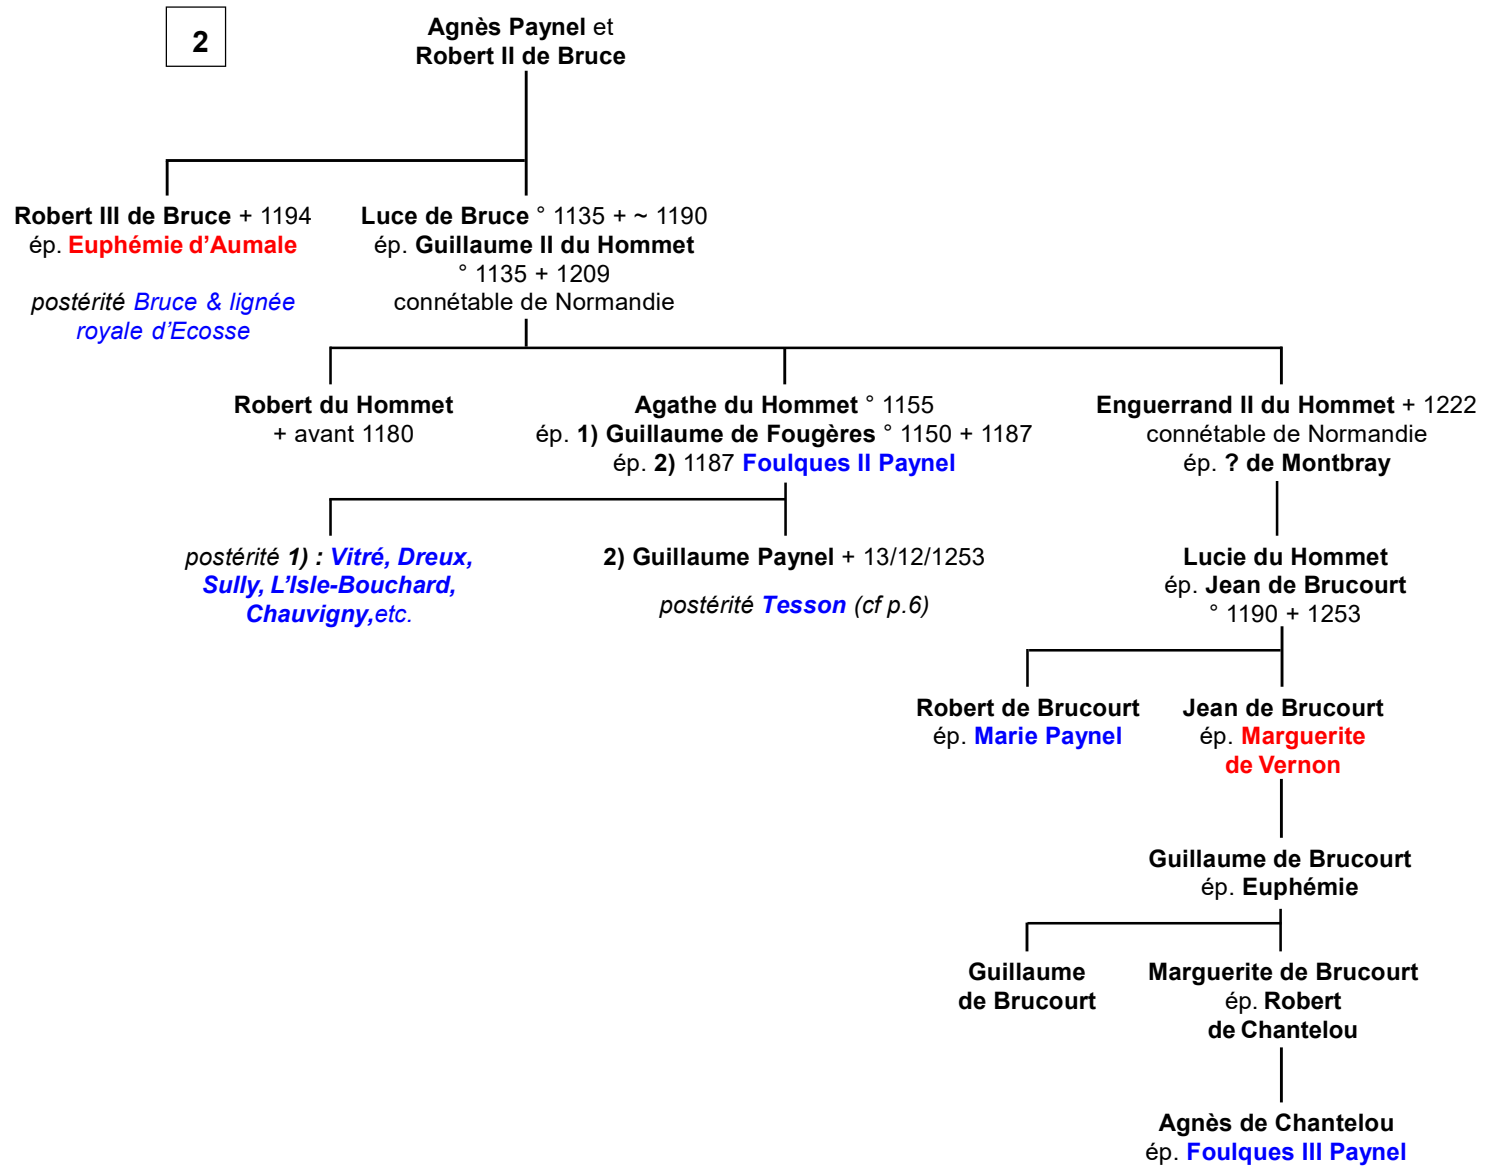 2
Agnès Paynel et
Robert II de Bruce
Robert III de Bruce + 1194
ép. Euphémie d'Aumale
postérité Bruce & lignée
royale d'Ecosse
Luce de Bruce ° 1135 + ~ 1190
ép. Guillaume II du Hommet
° 1135 + 1209
connétable de Normandie
Robert du Hommet
+ avant 1180
Agathe du Hommet ° 1155
ép. 1) Guillaume de Fougères ° 1150 + 1187
ép. 2) 1187 Foulques II Paynel
Enguerrand II du Hommet + 1222
connétable de Normandie
ép. ? de Montbray
postérité 1) : Vitré, Dreux,
Sully, L'Isle-Bouchard,
Chauvigny,etc.
2) Guillaume Paynel + 13/12/1253
postérité Tesson (cf p.6)
Lucie du Hommet
ép. Jean de Brucourt
° 1190 + 1253
Robert de Brucourt
ép. Marie Paynel
Jean de Brucourt
ép. Marguerite
de Vernon
Guillaume de Brucourt
ép. Euphémie
Guillaume
de Brucourt
Marguerite de Brucourt
ép. Robert
de Chantelou
Agnès de Chantelou
ép. Foulques III Paynel